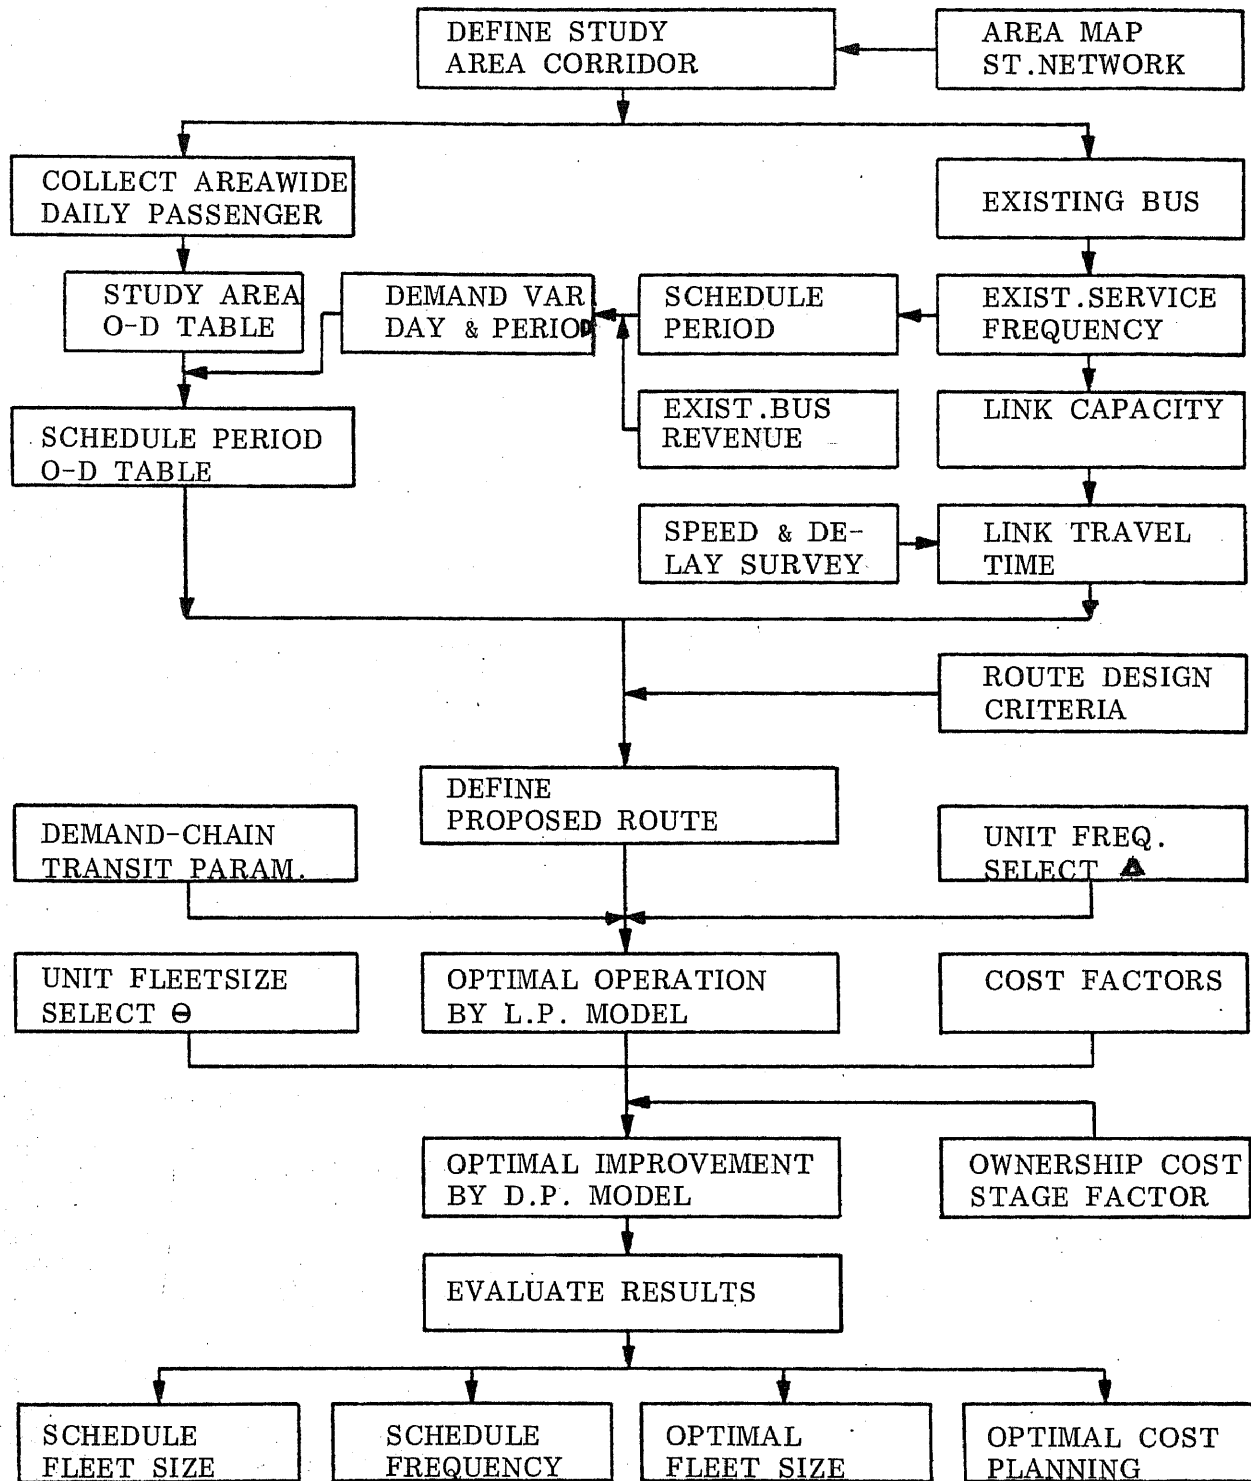 DEFINE STUDY
AREA CORRIDOR
AREA MAP
ST.NETWORK
COLLECT AREAWIDE
DAILY PASSENGER
EXISTING BUS
STUDY AREA
O-D TABLE
DEMAND VAR
DAY & PERIOD
SCHEDULE
PERIOD
EXIST.SERVICE
FREQUENCY
SCHEDULE PERIOD
O-D TABLE
EXIST.BUS
REVENUE
LINK CAPACITY
SPEED & DE-
LAY SURVEY
LINK TRAVEL
TIME
ROUTE DESIGN
CRITERIA
DEFINE
PROPOSED ROUTE
DEMAND-CHAIN
TRANSIT PARAM.
UNIT FREQ.
SELECT Δ
UNIT FLEETSIZE
SELECT Θ
OPTIMAL OPERATION
BY L.P. MODEL
COST FACTORS
OPTIMAL IMPROVEMENT
BY D.P. MODEL
OWNERSHIP COST
STAGE FACTOR
EVALUATE RESULTS
SCHEDULE
FLEET SIZE
SCHEDULE
FREQUENCY
OPTIMAL
FLEET SIZE
OPTIMAL COST
PLANNING